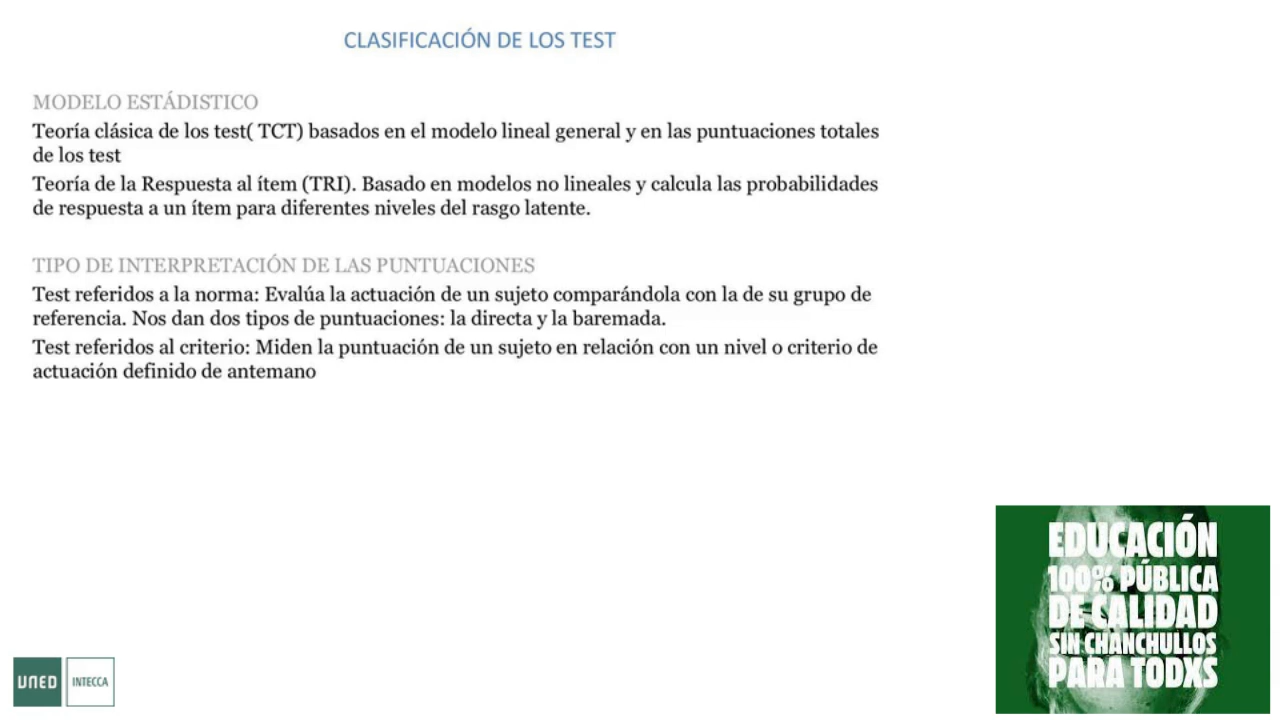 CLASIFICACIÓN DE LOS TEST
MODELO ESTÁDISTICO
Teoría clásica de los test( TCT) basados en el modelo lineal general y en las puntuaciones totales
de los test
Teoría de la Respuesta al ítem (TRI). Basado en modelos no lineales y calcula las probabilidades
de respuesta a un ítem para diferentes niveles del rasgo latente.
TIPO DE INTERPRETACIÓN DE LAS PUNTUACIONES
Test referidos a la norma: Evalúa la actuación de un sujeto comparándola con la de su grupo de
referencia. Nos dan dos tipos de puntuaciones: la directa y la baremada.
Test referidos al criterio: Miden la puntuación de un sujeto en relación con un nivel o criterio de
actuación definido de antemano
EDUCACIÓN
100% PÚBLICA
DE CALIDAD
SIN CHANCHULLOS
PARA TODXS
UNED INTECCA